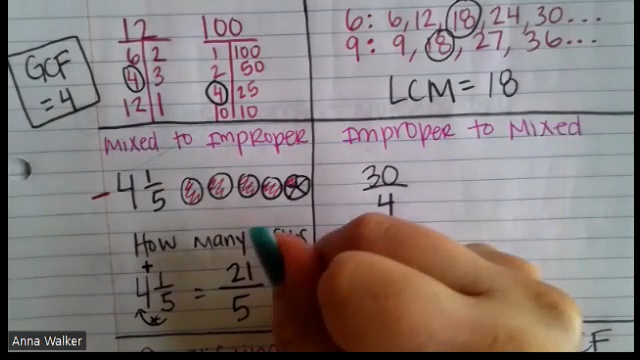 12
6 2
4 3
12 1
GCF
= 4
100
1 100
2 50
4 25
10 10
6: 6, 12, 18, 24, 30...
9: 9, 18, 27, 36...
LCM = 18
Mixed to Improper
- 4 1/5
How many
+
4 1/5 = 21/5
×
Improper to Mixed
30
4
F
Anna Walker